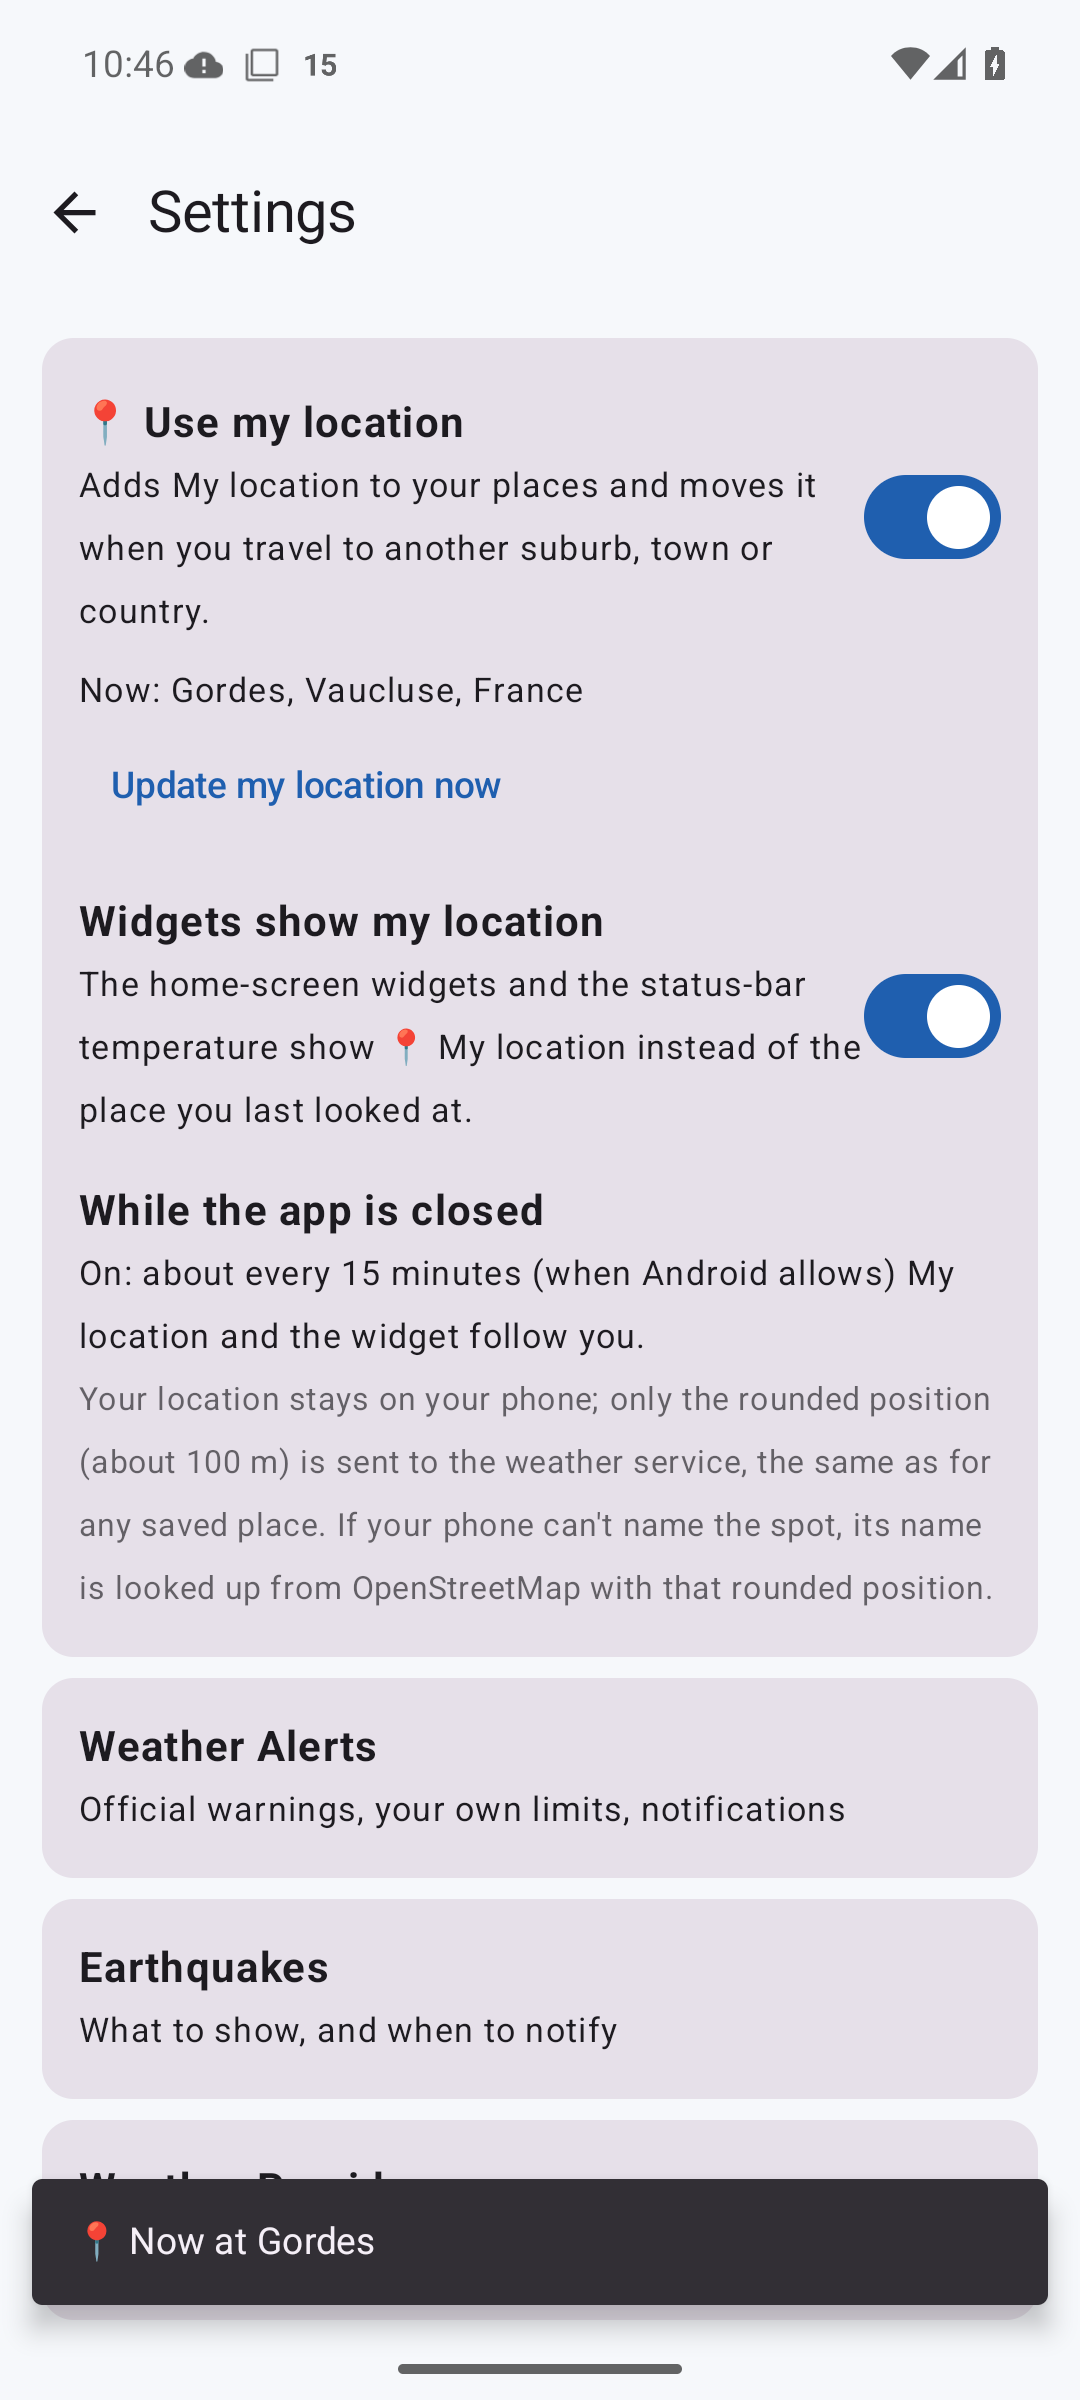 10:46 15
Settings
📍 Use my location
Adds My location to your places and moves it
when you travel to another suburb, town or
country.
Now: Gordes, Vaucluse, France
Update my location now
Widgets show my location
The home-screen widgets and the status-bar
temperature show 📍 My location instead of the
place you last looked at.
While the app is closed
On: about every 15 minutes (when Android allows) My
location and the widget follow you.
Your location stays on your phone; only the rounded position
(about 100 m) is sent to the weather service, the same as for
any saved place. If your phone can't name the spot, its name
is looked up from OpenStreetMap with that rounded position.
Weather Alerts
Official warnings, your own limits, notifications
Earthquakes
What to show, and when to notify
📍 Now at Gordes